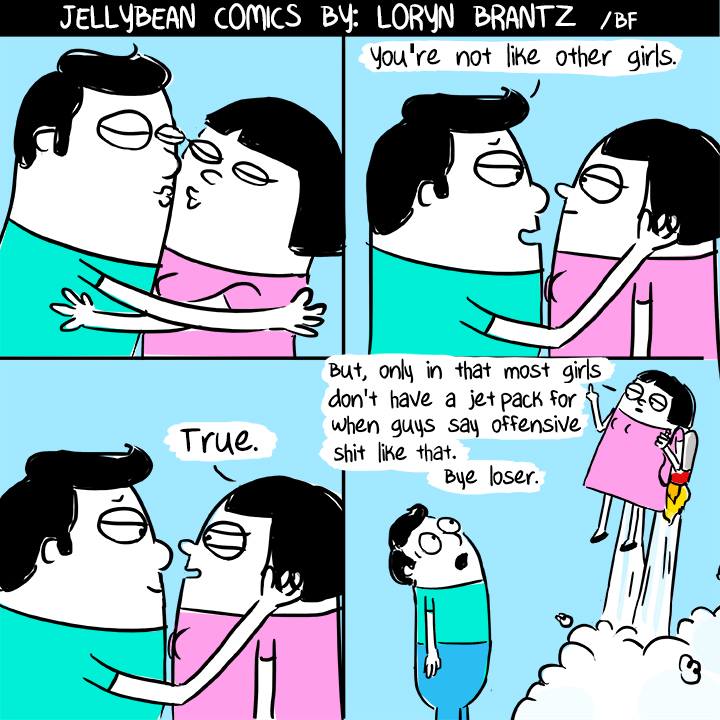 JELLYBEAN COMICS BY: LORYN BRANTZ /BF
You're not like other girls.
True.
But, only in that most girls
don't have a jet pack for
when guys say offensive
shit like that.
Bye loser.